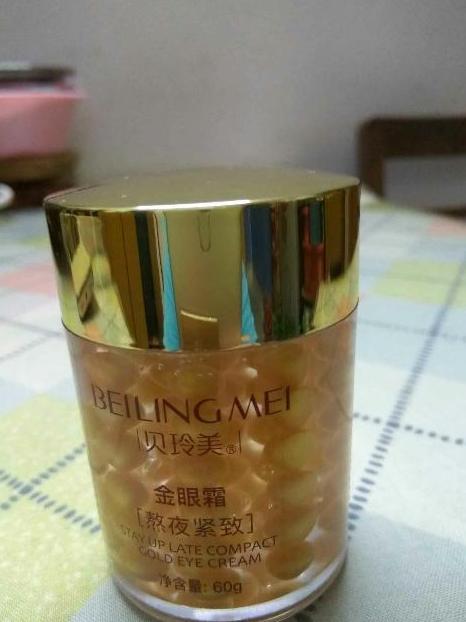 BEILINGMEI
贝玲美®
金眼霜
[熬夜紧致]
STAY UP LATE COMPACT
GOLD EYE CREAM
净含量: 60g